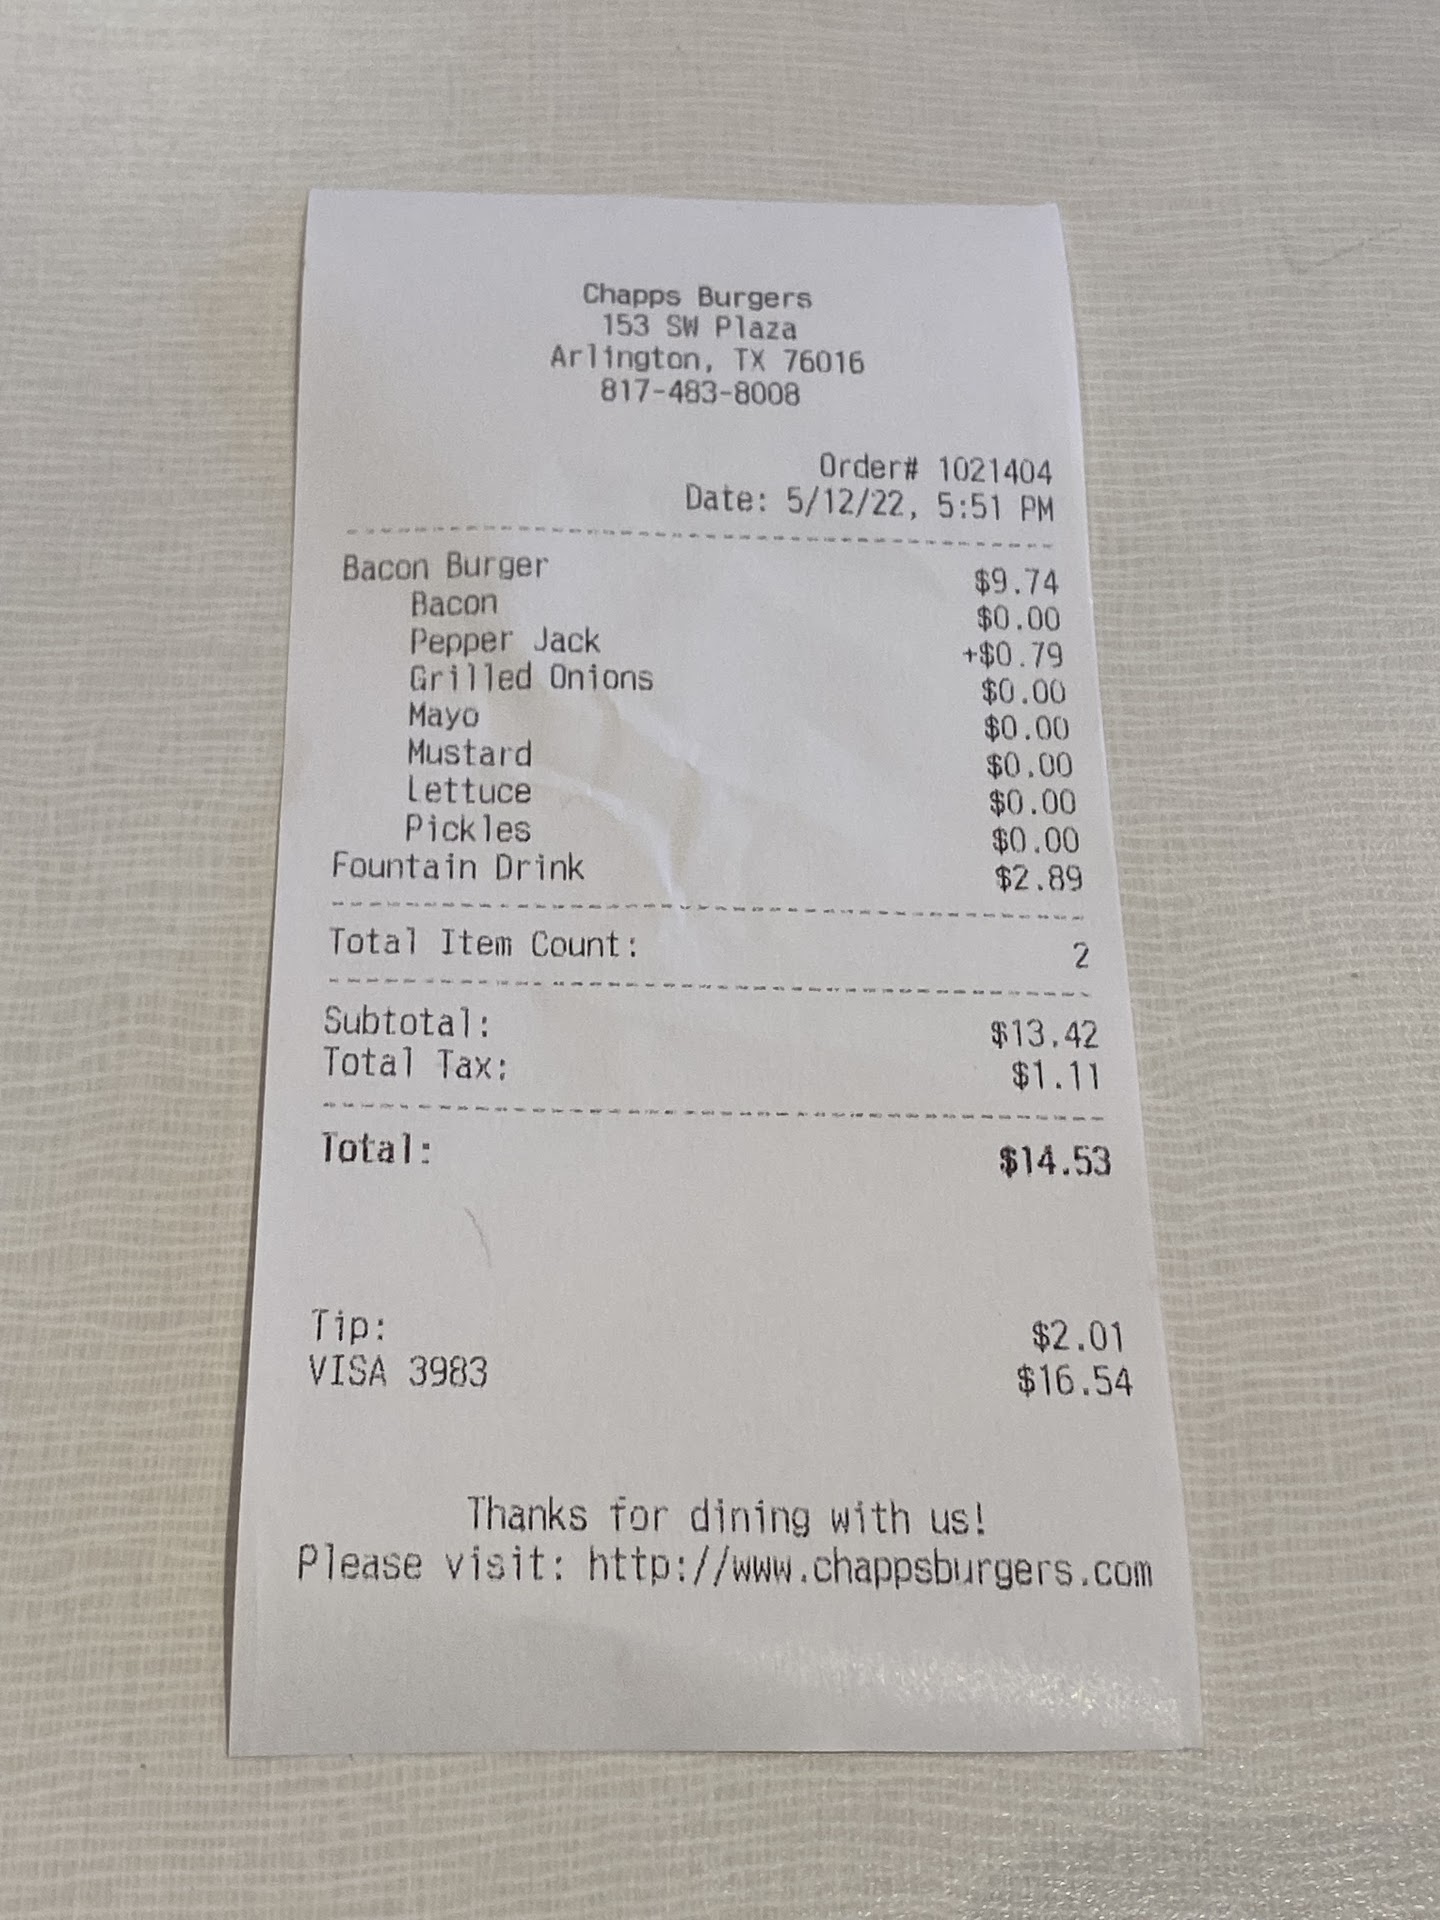 Chapps Burgers
153 SW Plaza
Arlington, TX 76016
817-483-8008
Order# 1021404
Date: 5/12/22, 5:51 PM
Bacon Burger $9.74
Bacon $0.00
Pepper Jack +$0.79
Grilled Onions $0.00
Mayo $0.00
Mustard $0.00
Lettuce $0.00
Pickles $0.00
Fountain Drink $2.89
Total Item Count: 2
Subtotal: $13.42
Total Tax: $1.11
Total: $14.53
Tip: $2.01
VISA 3983 $16.54
Thanks for dining with us!
Please visit: http://www.chappsburgers.com